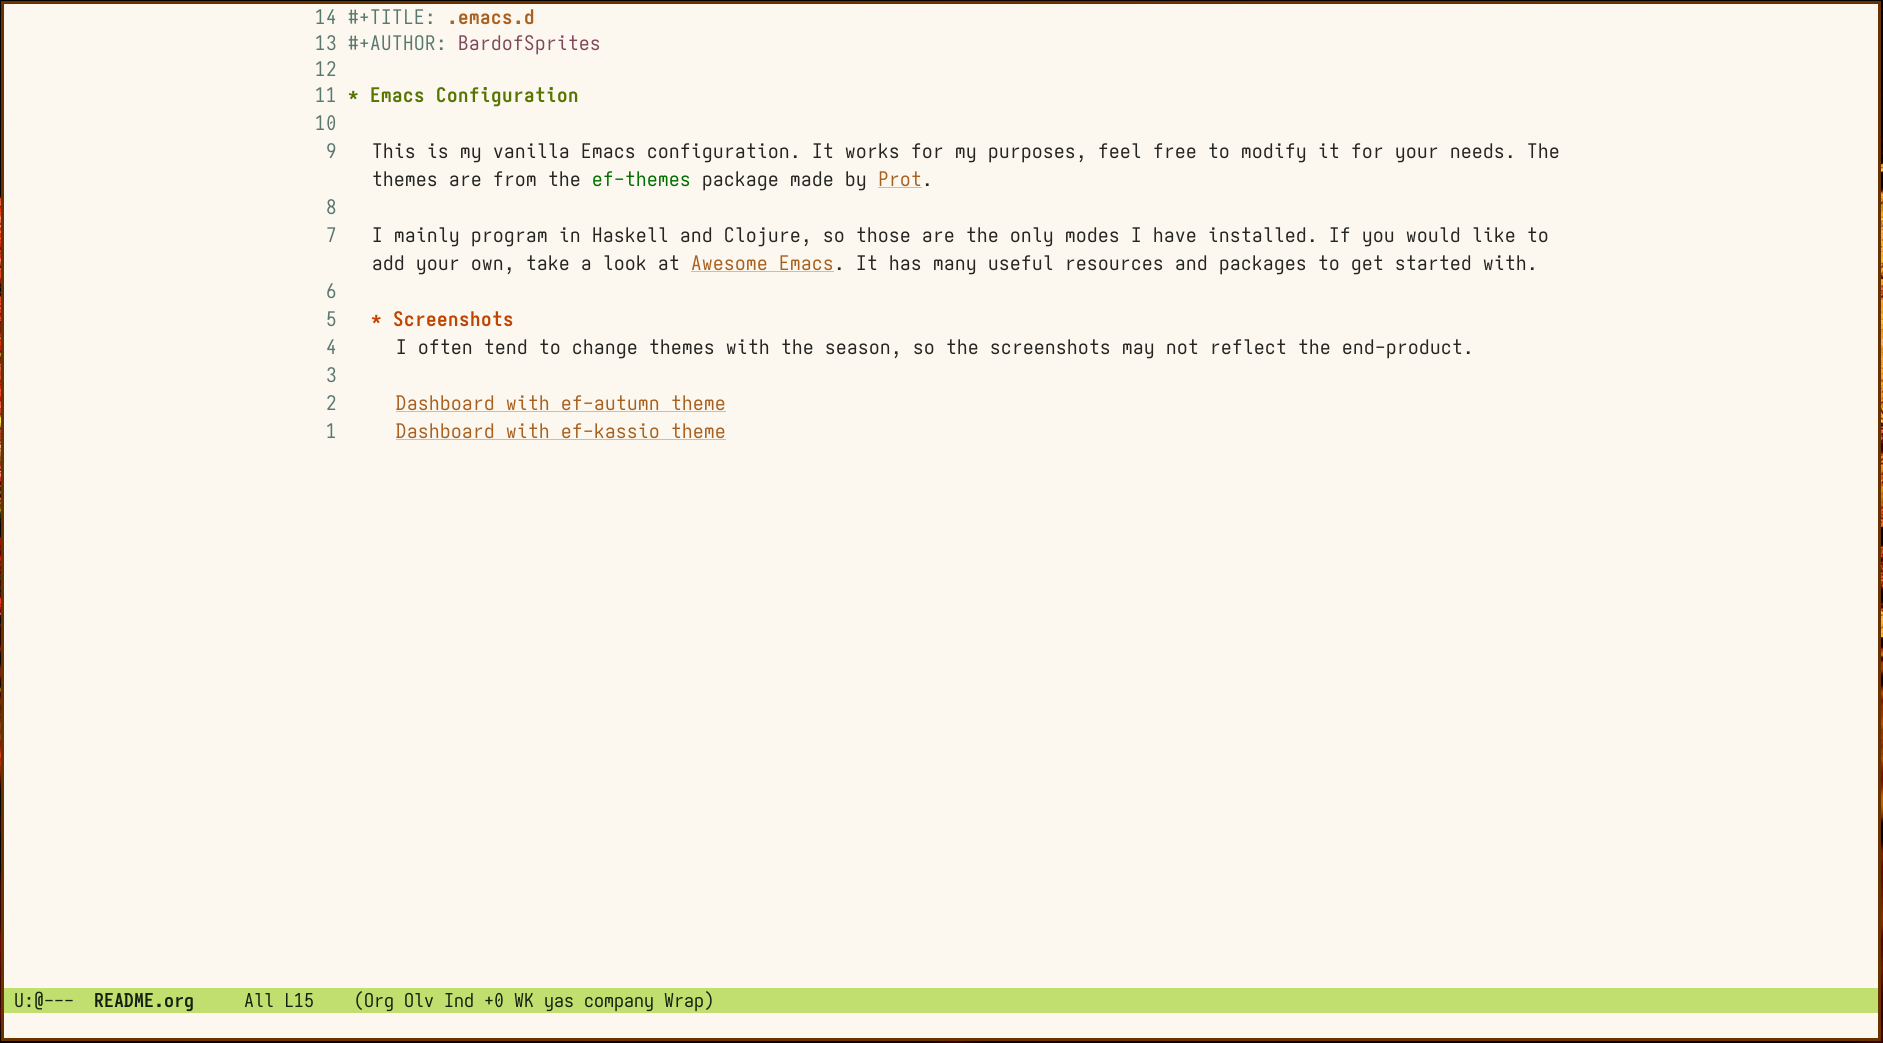 14 #+TITLE: .emacs.d
13 #+AUTHOR: BardofSprites
12
11 * Emacs Configuration
10
9 This is my vanilla Emacs configuration. It works for my purposes, feel free to modify it for your needs. The
themes are from the ef-themes package made by Prot.
8
7 I mainly program in Haskell and Clojure, so those are the only modes I have installed. If you would like to
add your own, take a look at Awesome Emacs. It has many useful resources and packages to get started with.
6
5 * Screenshots
4 I often tend to change themes with the season, so the screenshots may not reflect the end-product.
3
2 Dashboard with ef-autumn theme
1 Dashboard with ef-kassio theme
U:@--- README.org All L15 (Org Olv Ind +0 WK yas company Wrap)